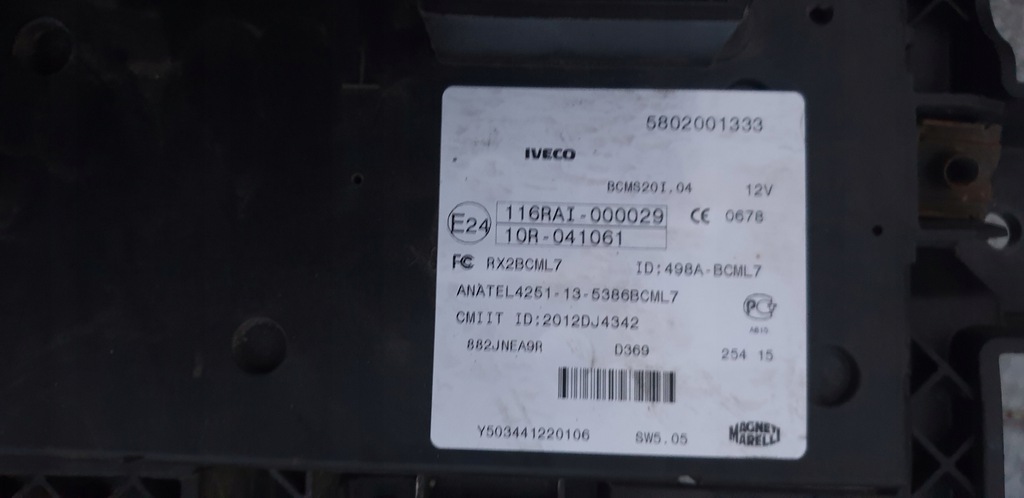 5802001333
IVECO
BCMS20I.04 12V
E24 116RAI-000029 CE 0678
10R-041061
FC RX2BCML7 ID:498A-BCML7
ANATEL4251-13-5386BCML7
CMIIT ID:2012DJ4342
882JNEA9R D369 254 15
Y503441220106 SW5.05 MAGNETI
MARELLI